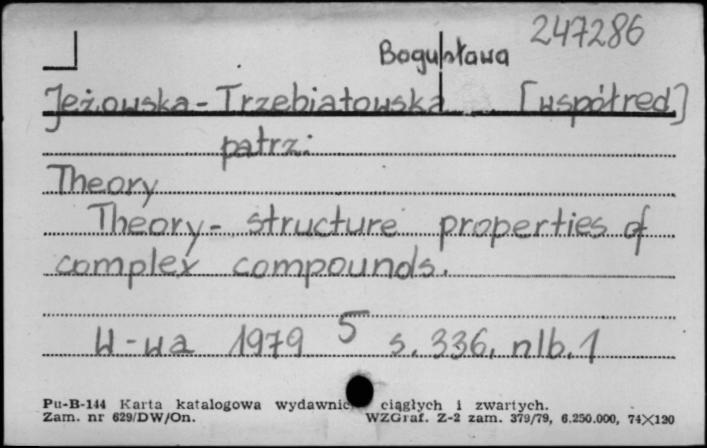 247286
Bogusława
Jeżowska-Trzebiatowska [współred]
patrz:
Theory
Theory - structure properties of
complex compounds.
W-wa 1979 5 s. 336, nlb. 1
Pu-B-144 Karta katalogowa wydawnic ciągłych i zwartych.
Zam. nr 629/DW/On. WZGraf. Z-2 zam. 379/79, 6.250.000, 74×120